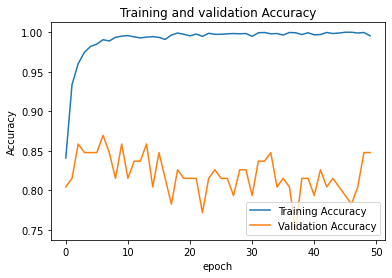 Training and validation Accuracy
Accuracy
1.00
0.95
0.90
0.85
0.80
0.75
0
10
20
30
40
50
epoch
Training Accuracy
Validation Accuracy